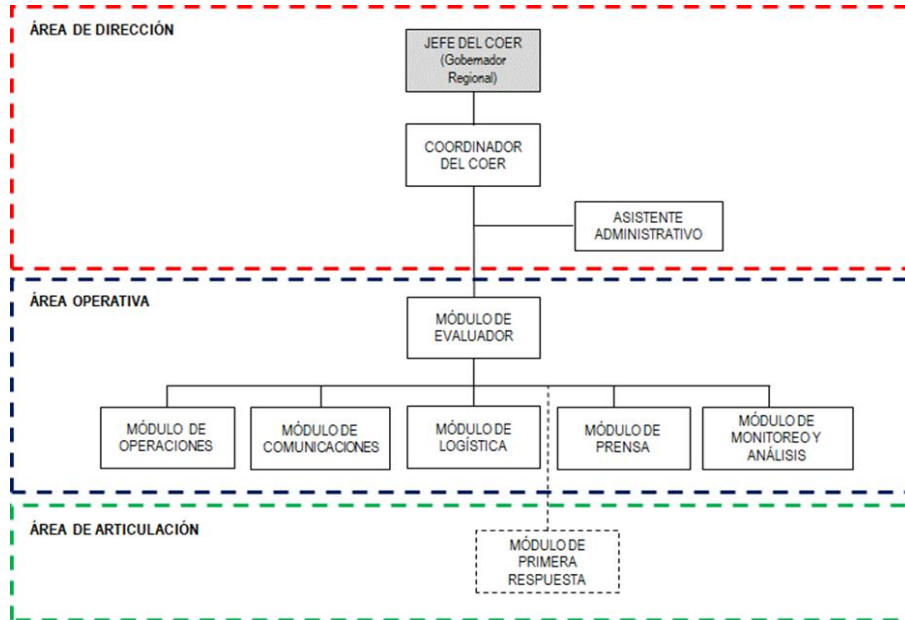 ÁREA DE DIRECCIÓN
JEFE DEL COER
(Gobernador
Regional)
COORDINADOR
DEL COER
ASISTENTE
ADMINISTRATIVO
ÁREA OPERATIVA
MÓDULO DE
EVALUADOR
MÓDULO DE
OPERACIONES
MÓDULO DE
COMUNICACIONES
MÓDULO DE
LOGÍSTICA
MÓDULO DE
PRENSA
MÓDULO DE
MONITOREO Y
ANÁLISIS
ÁREA DE ARTICULACIÓN
MÓDULO DE
PRIMERA
RESPUESTA